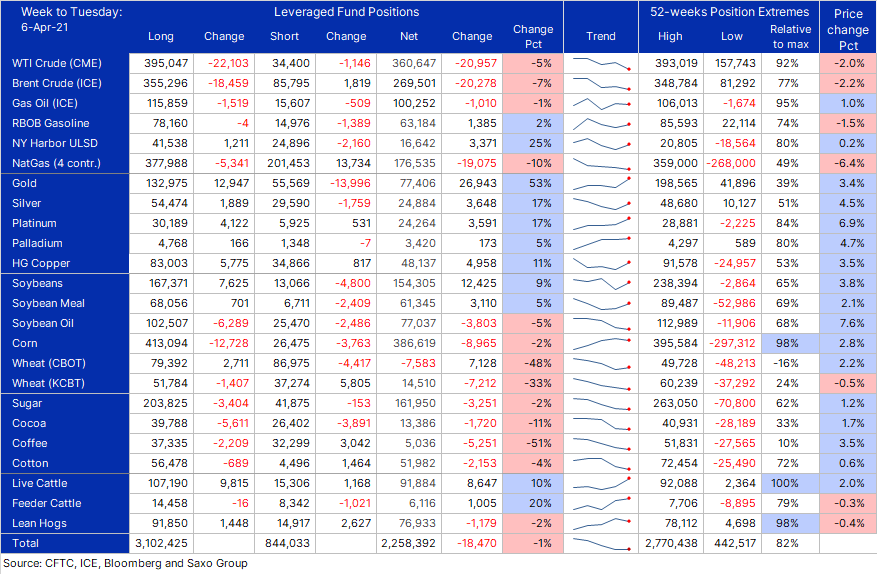 Week to Tuesday: Leveraged Fund Positions 52-weeks Position Extremes Price change Pct
6-Apr-21 Long Change Short Change Net Change Change Pct Trend High Low Relative to max
WTI Crude (CME) 395,047 -22,103 34,400 -1,146 360,647 -20,957 -5% 393,019 157,743 92% -2.0%
Brent Crude (ICE) 355,296 -18,459 85,795 1,819 269,501 -20,278 -7% 348,784 81,292 77% -2.2%
Gas Oil (ICE) 115,859 -1,519 15,607 -509 100,252 -1,010 -1% 106,013 -1,674 95% 1.0%
RBOB Gasoline 78,160 -4 14,976 -1,389 63,184 1,385 2% 85,593 22,114 74% -1.5%
NY Harbor ULSD 41,538 1,211 24,896 -2,160 16,642 3,371 25% 20,805 -18,564 80% 0.2%
NatGas (4 contr.) 377,988 -5,341 201,453 13,734 176,535 -19,075 -10% 359,000 -268,000 49% -6.4%
Gold 132,975 12,947 55,569 -13,996 77,406 26,943 53% 198,565 41,896 39% 3.4%
Silver 54,474 1,889 29,590 -1,759 24,884 3,648 17% 48,680 10,127 51% 4.5%
Platinum 30,189 4,122 5,925 531 24,264 3,591 17% 28,881 -2,225 84% 6.9%
Palladium 4,768 166 1,348 -7 3,420 173 5% 4,297 589 80% 4.7%
HG Copper 83,003 5,775 34,866 817 48,137 4,958 11% 91,578 -24,957 53% 3.5%
Soybeans 167,371 7,625 13,066 -4,800 154,305 12,425 9% 238,394 -2,864 65% 3.8%
Soybean Meal 68,056 701 6,711 -2,409 61,345 3,110 5% 89,487 -52,986 69% 2.1%
Soybean Oil 102,507 -6,289 25,470 -2,486 77,037 -3,803 -5% 112,989 -11,906 68% 7.6%
Corn 413,094 -12,728 26,475 -3,763 386,619 -8,965 -2% 395,584 -297,312 98% 2.8%
Wheat (CBOT) 79,392 2,711 86,975 -4,417 -7,583 7,128 -48% 49,728 -48,213 -16% 2.2%
Wheat (KCBT) 51,784 -1,407 37,274 5,805 14,510 -7,212 -33% 60,239 -37,292 24% -0.5%
Sugar 203,825 -3,404 41,875 -153 161,950 -3,251 -2% 263,050 -70,800 62% 1.2%
Cocoa 39,788 -5,611 26,402 -3,891 13,386 -1,720 -11% 40,931 -28,189 33% 1.7%
Coffee 37,335 -2,209 32,299 3,042 5,036 -5,251 -51% 51,831 -27,565 10% 3.5%
Cotton 56,478 -689 4,496 1,464 51,982 -2,153 -4% 72,454 -25,490 72% 0.6%
Live Cattle 107,190 9,815 15,306 1,168 91,884 8,647 10% 92,088 2,364 100% 2.0%
Feeder Cattle 14,458 -16 8,342 -1,021 6,116 1,005 20% 7,706 -8,895 79% -0.3%
Lean Hogs 91,850 1,448 14,917 2,627 76,933 -1,179 -2% 78,112 4,698 98% -0.4%
Total 3,102,425 844,033 2,258,392 -18,470 -1% 2,770,438 442,517 82%
Source: CFTC, ICE, Bloomberg and Saxo Group